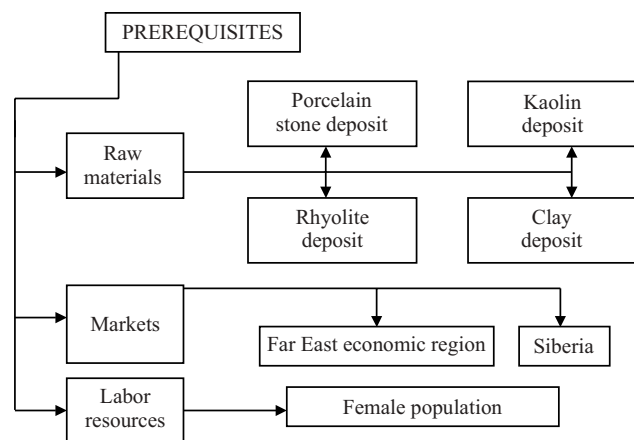 PREREQUISITES
Porcelain
stone deposit
Kaolin
deposit
Raw
materials
Rhyolite
deposit
Clay
deposit
Markets
Far East economic region
Siberia
Labor
resources
Female population